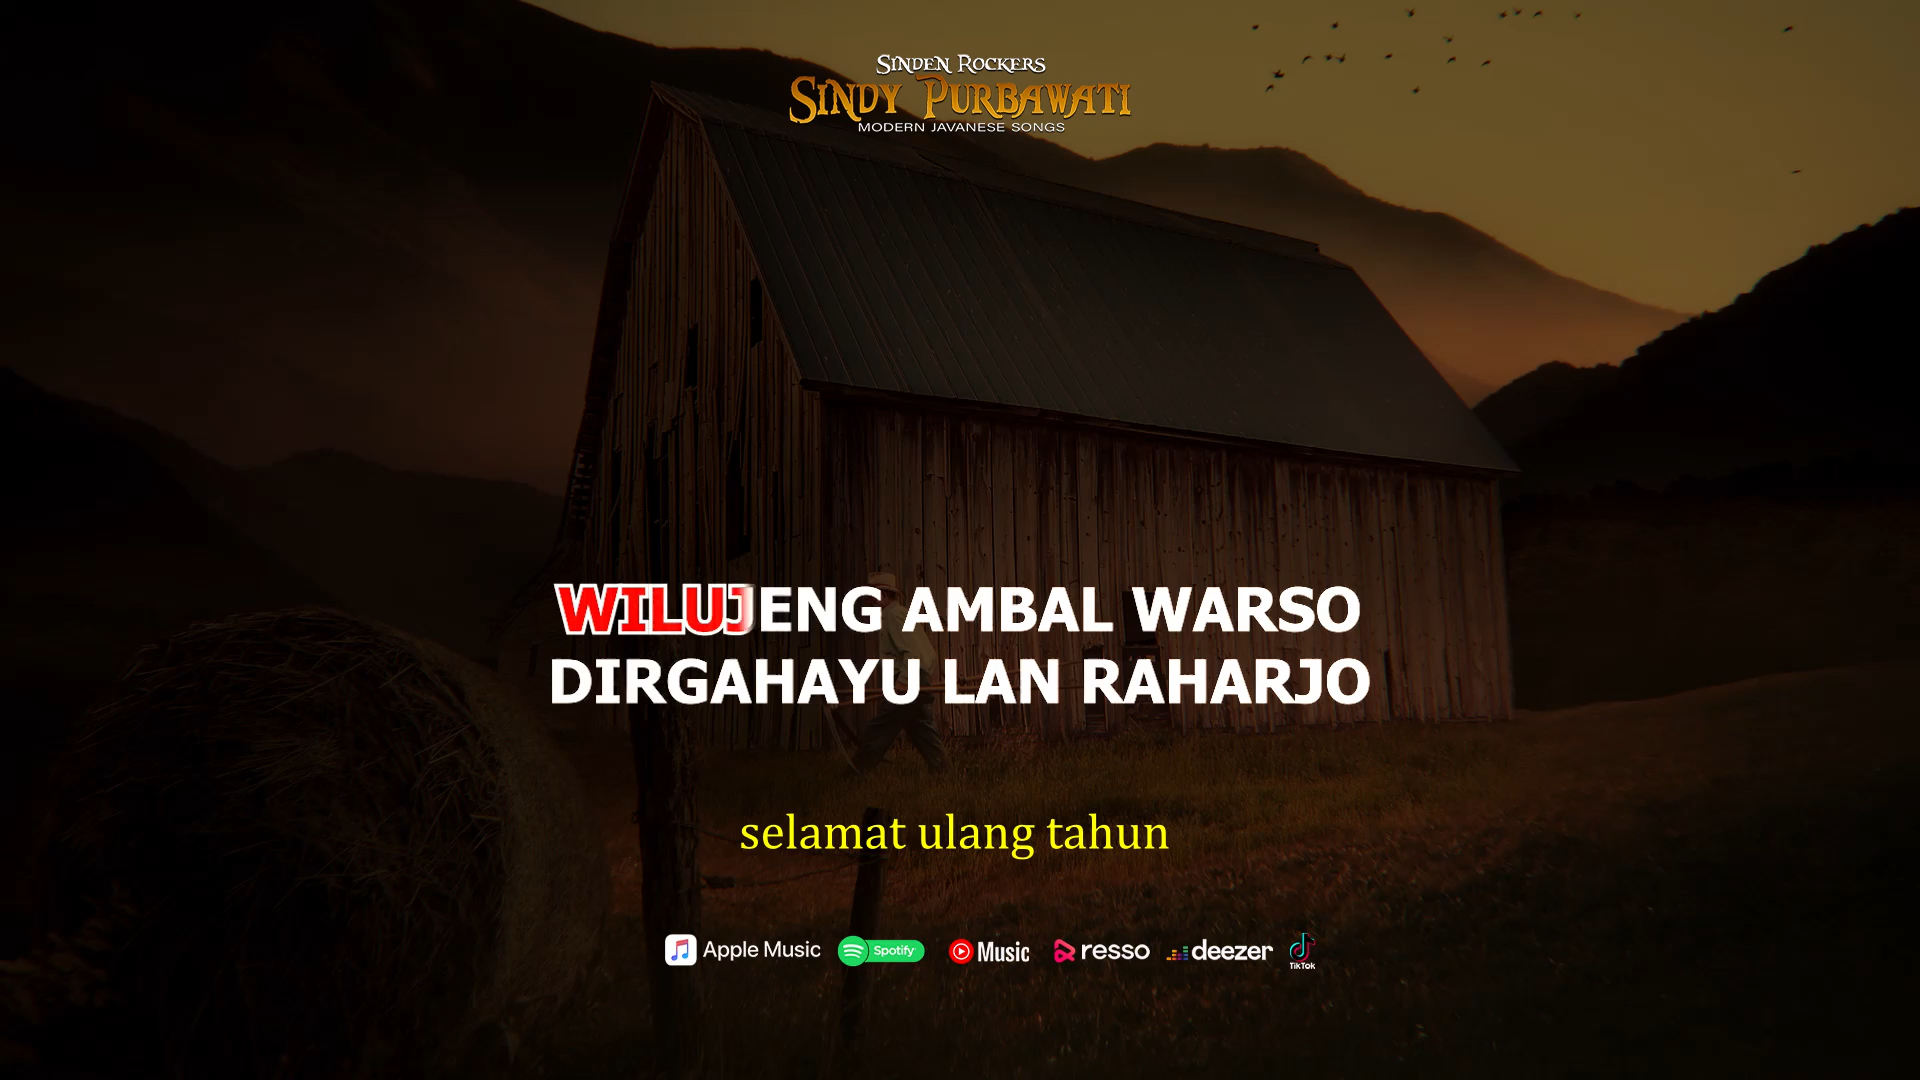 SINDEN ROCKERS
SINDY PURBAWATI
MODERN JAVANESE SONGS
WILUJENG AMBAL WARSO
DIRGAHAYU LAN RAHARJO
selamat ulang tahun
Apple Music Spotify Music resso deezer TikTok